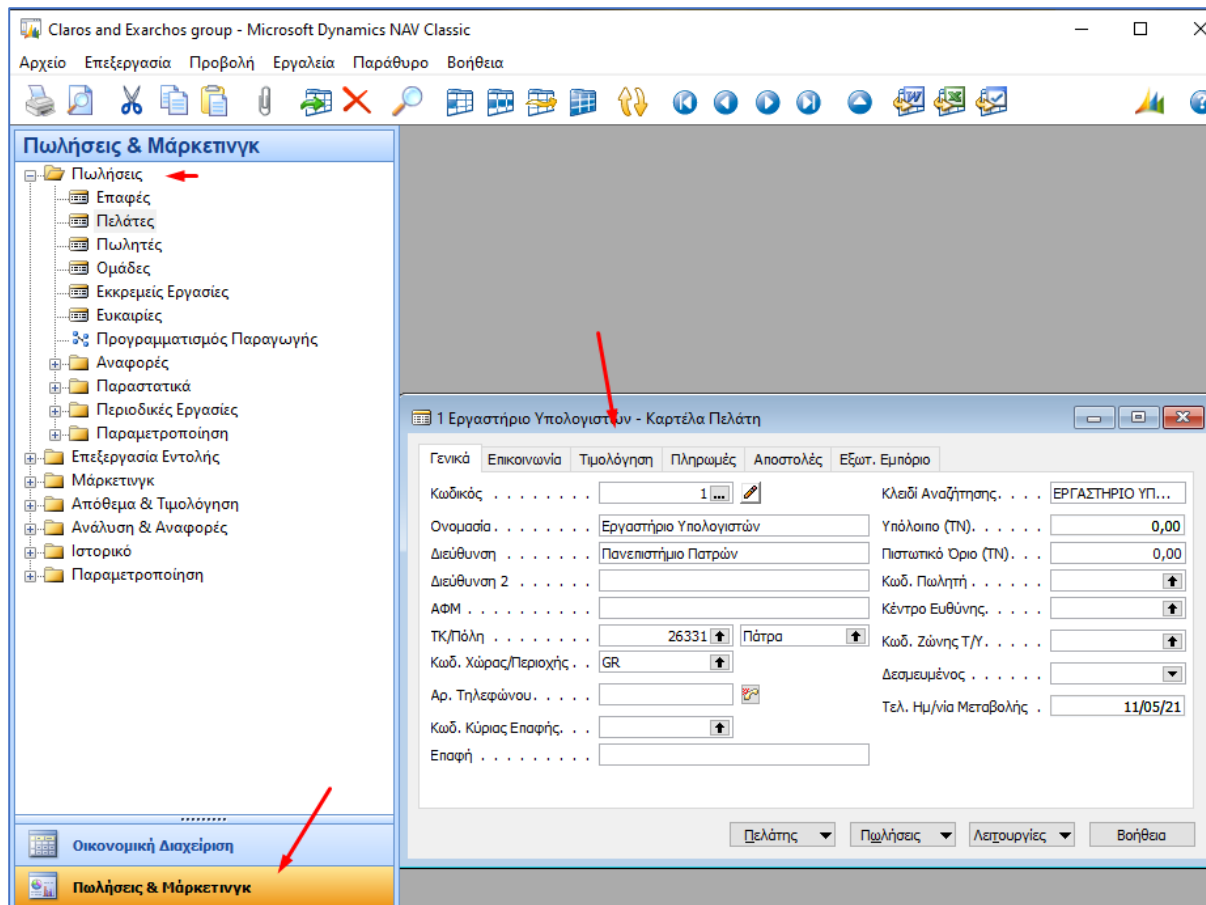 Claros and Exarchos group - Microsoft Dynamics NAV Classic
Αρχείο Επεξεργασία Προβολή Εργαλεία Παράθυρο Βοήθεια
Πωλήσεις & Μάρκετινγκ
Πωλήσεις
Επαφές
Πελάτες
Πωλητές
Ομάδες
Εκκρεμείς Εργασίες
Ευκαιρίες
Προγραμματισμός Παραγωγής
Αναφορές
Παραστατικά
Περιοδικές Εργασίες
Παραμετροποίηση
Επεξεργασία Εντολής
Μάρκετινγκ
Απόθεμα & Τιμολόγηση
Ανάλυση & Αναφορές
Ιστορικό
Παραμετροποίηση
Οικονομική Διαχείριση
Πωλήσεις & Μάρκετινγκ
1 Εργαστήριο Υπολογιστών - Καρτέλα Πελάτη
Γενικά Επικοινωνία Τιμολόγηση Πληρωμές Αποστολές Εξωτ. Εμπόριο
Κωδικός . . . . . . . . 1 ... Κλειδί Αναζήτησης. . . . ΕΡΓΑΣΤΗΡΙΟ ΥΠ...
Ονομασία. . . . . . . . Εργαστήριο Υπολογιστών Υπόλοιπο (ΤΝ). . . . . . 0,00
Διεύθυνση . . . . . . . Πανεπιστήμιο Πατρών Πιστωτικό Όριο (ΤΝ). . . 0,00
Διεύθυνση 2 . . . . . . Κωδ. Πωλητή . . . . . .
ΑΦΜ . . . . . . . . . . Κέντρο Ευθύνης. . . . .
ΤΚ/Πόλη . . . . . . . . 26331 Πάτρα Κωδ. Ζώνης Τ/Υ. . . . .
Κωδ. Χώρας/Περιοχής . . GR Δεσμευμένος . . . . . .
Αρ. Τηλεφώνου. . . . . Τελ. Ημ/νία Μεταβολής . 11/05/21
Κωδ. Κύριας Επαφής. . .
Επαφή . . . . . . . . .
Πελάτης Πωλήσεις Λειτουργίες Βοήθεια